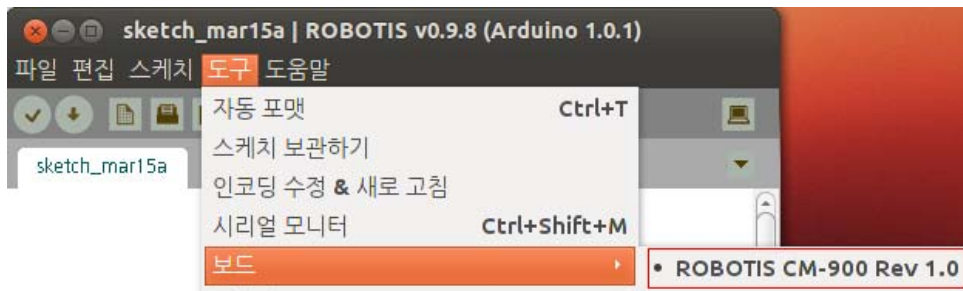 sketch_mar15a | ROBOTIS v0.9.8 (Arduino 1.0.1)
파일 편집 스케치 도구 도움말
자동 포맷 Ctrl+T
스케치 보관하기
sketch_mar15a
인코딩 수정 & 새로 고침
시리얼 모니터 Ctrl+Shift+M
보드
• ROBOTIS CM-900 Rev 1.0